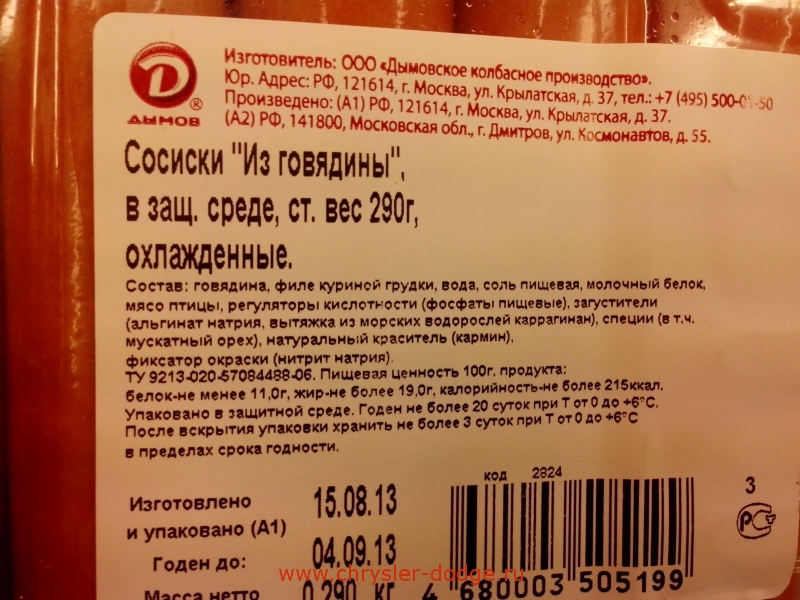 Изготовитель: ООО «Дымовское колбасное производство».
Юр. Адрес: РФ, 121614, г. Москва, ул. Крылатская, д. 37, тел.: +7 (495) 500-01-50
Произведено: (А1) РФ, 121614, г. Москва, ул. Крылатская, д. 37.
(А2) РФ, 141800, Московская обл., г. Дмитров, ул. Космонавтов, д. 55.
D
®
ДЫМОВ
Сосиски "Из говядины",
в защ. среде, ст. вес 290г,
охлажденные.
Состав: говядина, филе куриной грудки, вода, соль пищевая, молочный белок,
мясо птицы, регуляторы кислотности (фосфаты пищевые), загустители
(альгинат натрия, вытяжка из морских водорослей каррагинан), специи (в т.ч.
мускатный орех), натуральный краситель (кармин),
фиксатор окраски (нитрит натрия).
ТУ 9213-020-57084488-06. Пищевая ценность 100г. продукта:
белок-не менее 11,0г, жир-не более 19,0г, калорийность-не более 215ккал.
Упаковано в защитной среде. Годен не более 20 суток при Т от 0 до +6°С.
После вскрытия упаковки хранить не более 3 суток при Т от 0 до +6°С
в пределах срока годности.
код 2824
3
Изготовлено 15.08.13
и упаковано (А1)
РСТ
Годен до: 04.09.13
www.chrysler-dodge.ru
Масса нетто 0,290 кг
4 680003 505199